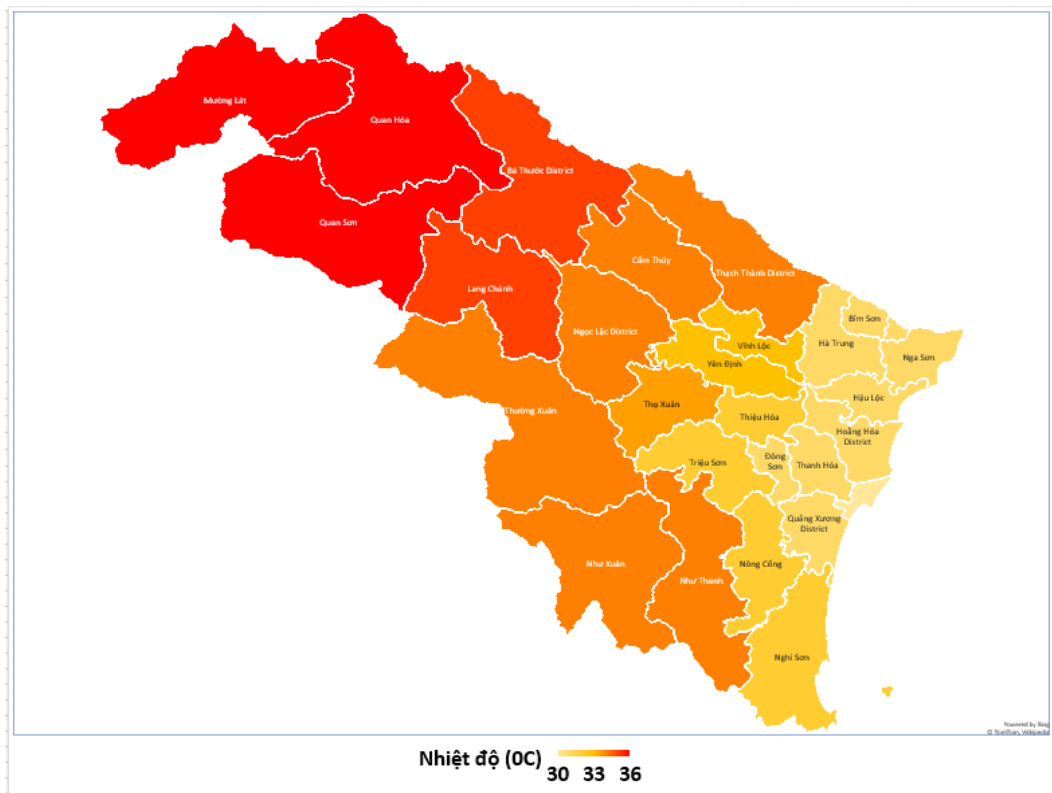 Mường Lát
Quan Hóa
Bá Thước District
Quan Sơn
Cẩm Thủy
Thạch Thành District
Lang Chánh
Bỉm Sơn
Ngọc Lặc District
Hà Trung
Vĩnh Lộc
Nga Sơn
Yên Định
Hậu Lộc
Thọ Xuân
Thường Xuân
Thiệu Hóa
Hoằng Hóa
District
Đông
Sơn
Triệu Sơn
Thanh Hóa
Quảng Xương
District
Như Xuân
Nông Cống
Như Thanh
Nghi Sơn
Powered by Bing
© TomTom, Wikipedia
Nhiệt độ (0C)
30 33 36